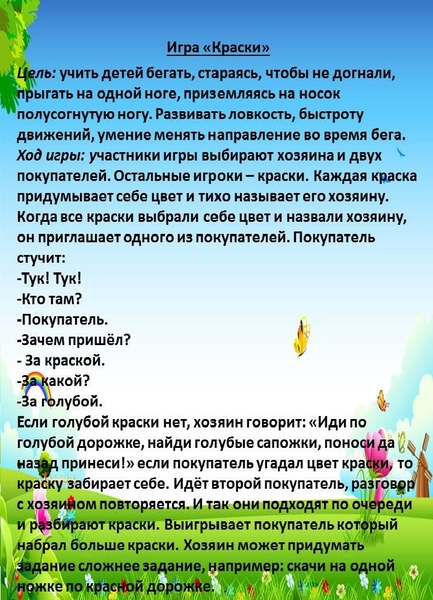 Игра «Краски»
Цель: учить детей бегать, стараясь, чтобы не догнали,
прыгать на одной ноге, приземляясь на носок
полусогнутую ногу. Развивать ловкость, быстроту
движений, умение менять направление во время бега.
Ход игры: участники игры выбирают хозяина и двух
покупателей. Остальные игроки – краски. Каждая краска
придумывает себе цвет и тихо называет его хозяину.
Когда все краски выбрали себе цвет и назвали хозяину,
он приглашает одного из покупателей. Покупатель
стучит:
-Тук! Тук!
-Кто там?
-Покупатель.
-Зачем пришёл?
- За краской.
-За какой?
-За голубой.
Если голубой краски нет, хозяин говорит: «Иди по
голубой дорожке, найди голубые сапожки, поноси да
назад принеси!» если покупатель угадал цвет краски, то
краску забирает себе. Идёт второй покупатель, разговор
с хозяином повторяется. И так они подходят по очереди
и разбирают краски. Выигрывает покупатель который
набрал больше краски. Хозяин может придумать
задание сложнее задание, например: скачи на одной
ножке по красной дорожке.